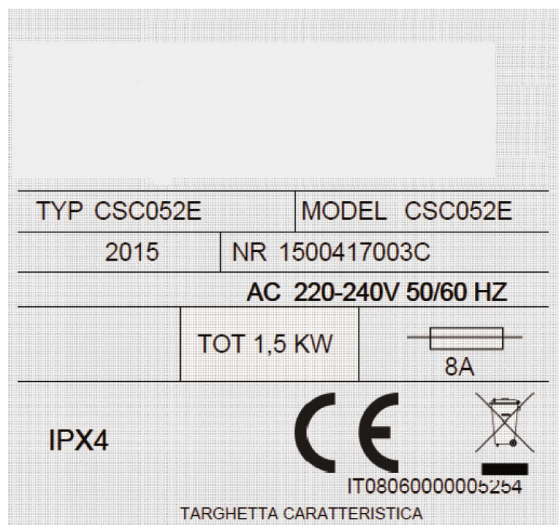 TYP CSC052E MODEL CSC052E
2015 NR 1500417003C
AC 220-240V 50/60 HZ
TOT 1,5 KW
8A
IPX4 CE
IT08060000005254
TARGHETTA CARATTERISTICA